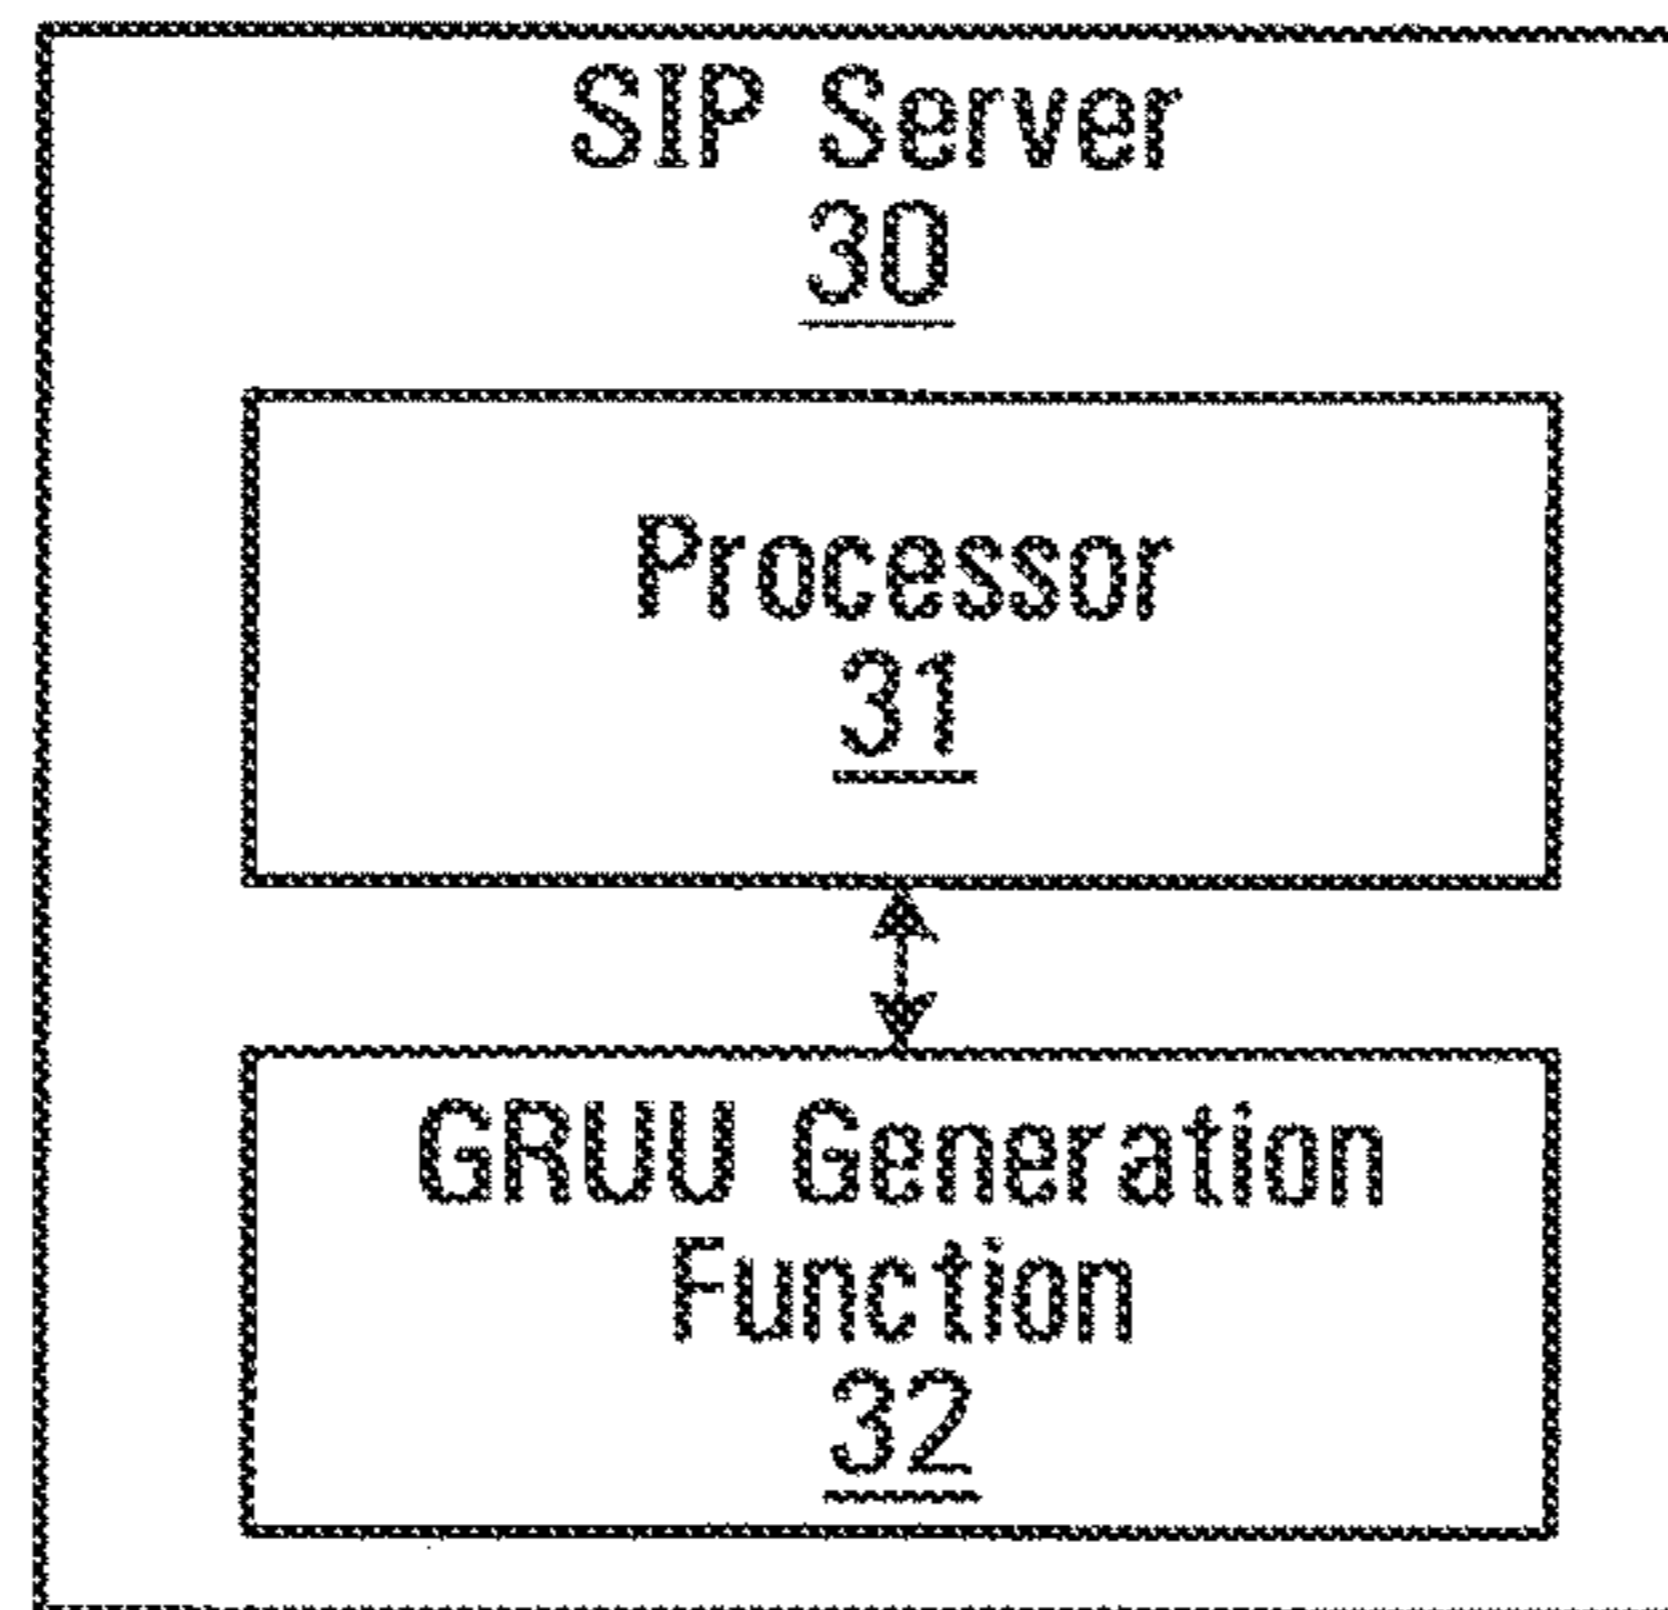 SIP Server
30
Processor
31
GRUU Generation
Function
32